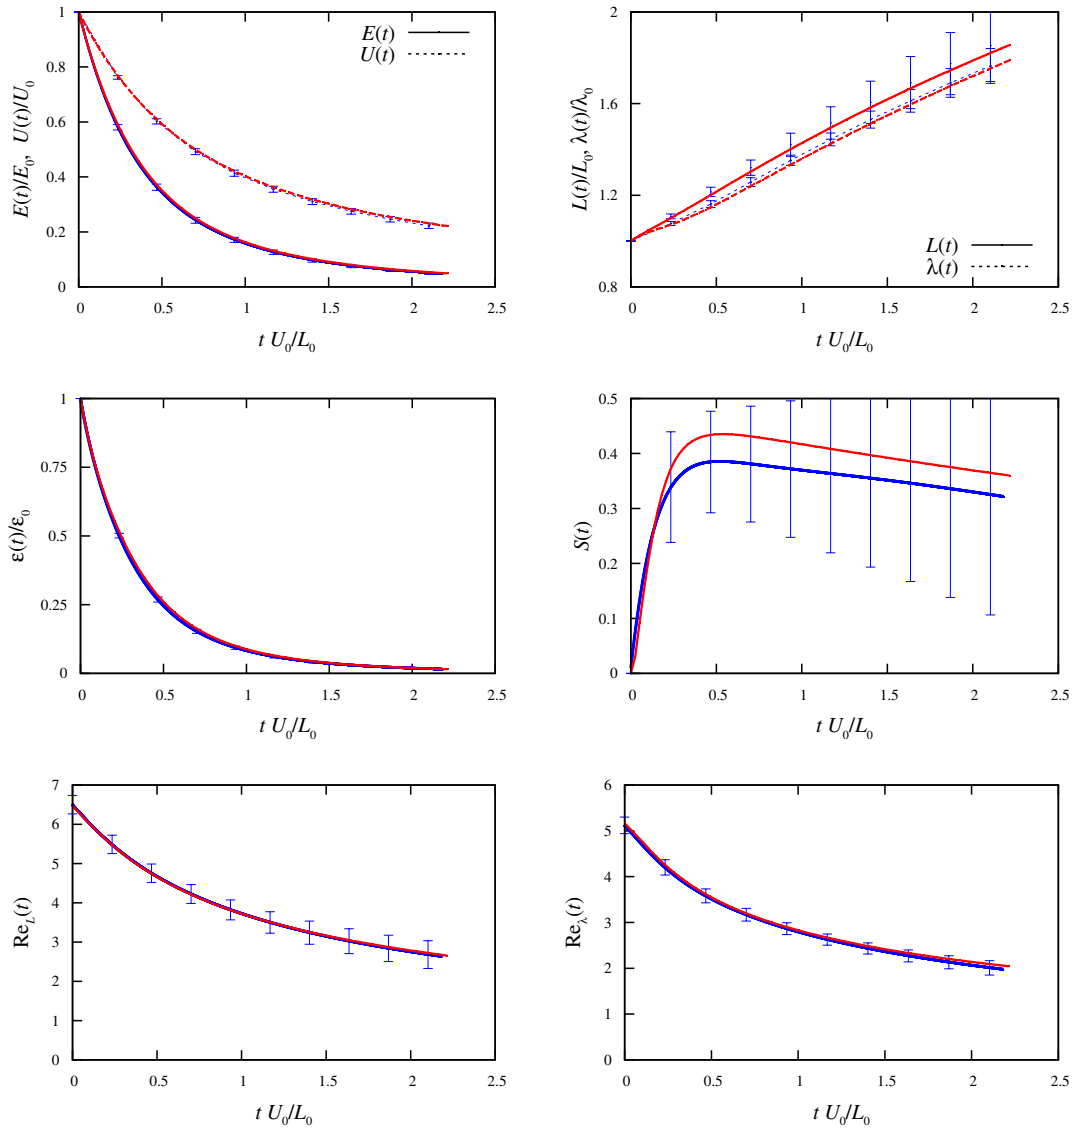 E(t)/E₀, U(t)/U₀
1
0.8
0.6
0.4
0.2
0
E(t)
U(t)
0 0.5 1 1.5 2 2.5
t U₀/L₀
L(t)/L₀, λ(t)/λ₀
2
1.6
1.2
0.8
L(t)
λ(t)
0 0.5 1 1.5 2 2.5
t U₀/L₀
ε(t)/ε₀
1
0.75
0.5
0.25
0
0 0.5 1 1.5 2 2.5
t U₀/L₀
S(t)
0.5
0.4
0.3
0.2
0.1
0
0 0.5 1 1.5 2 2.5
t U₀/L₀
Re_L(t)
7
6
5
4
3
2
1
0
0 0.5 1 1.5 2 2.5
t U₀/L₀
Re_λ(t)
6
5
4
3
2
1
0
0 0.5 1 1.5 2 2.5
t U₀/L₀